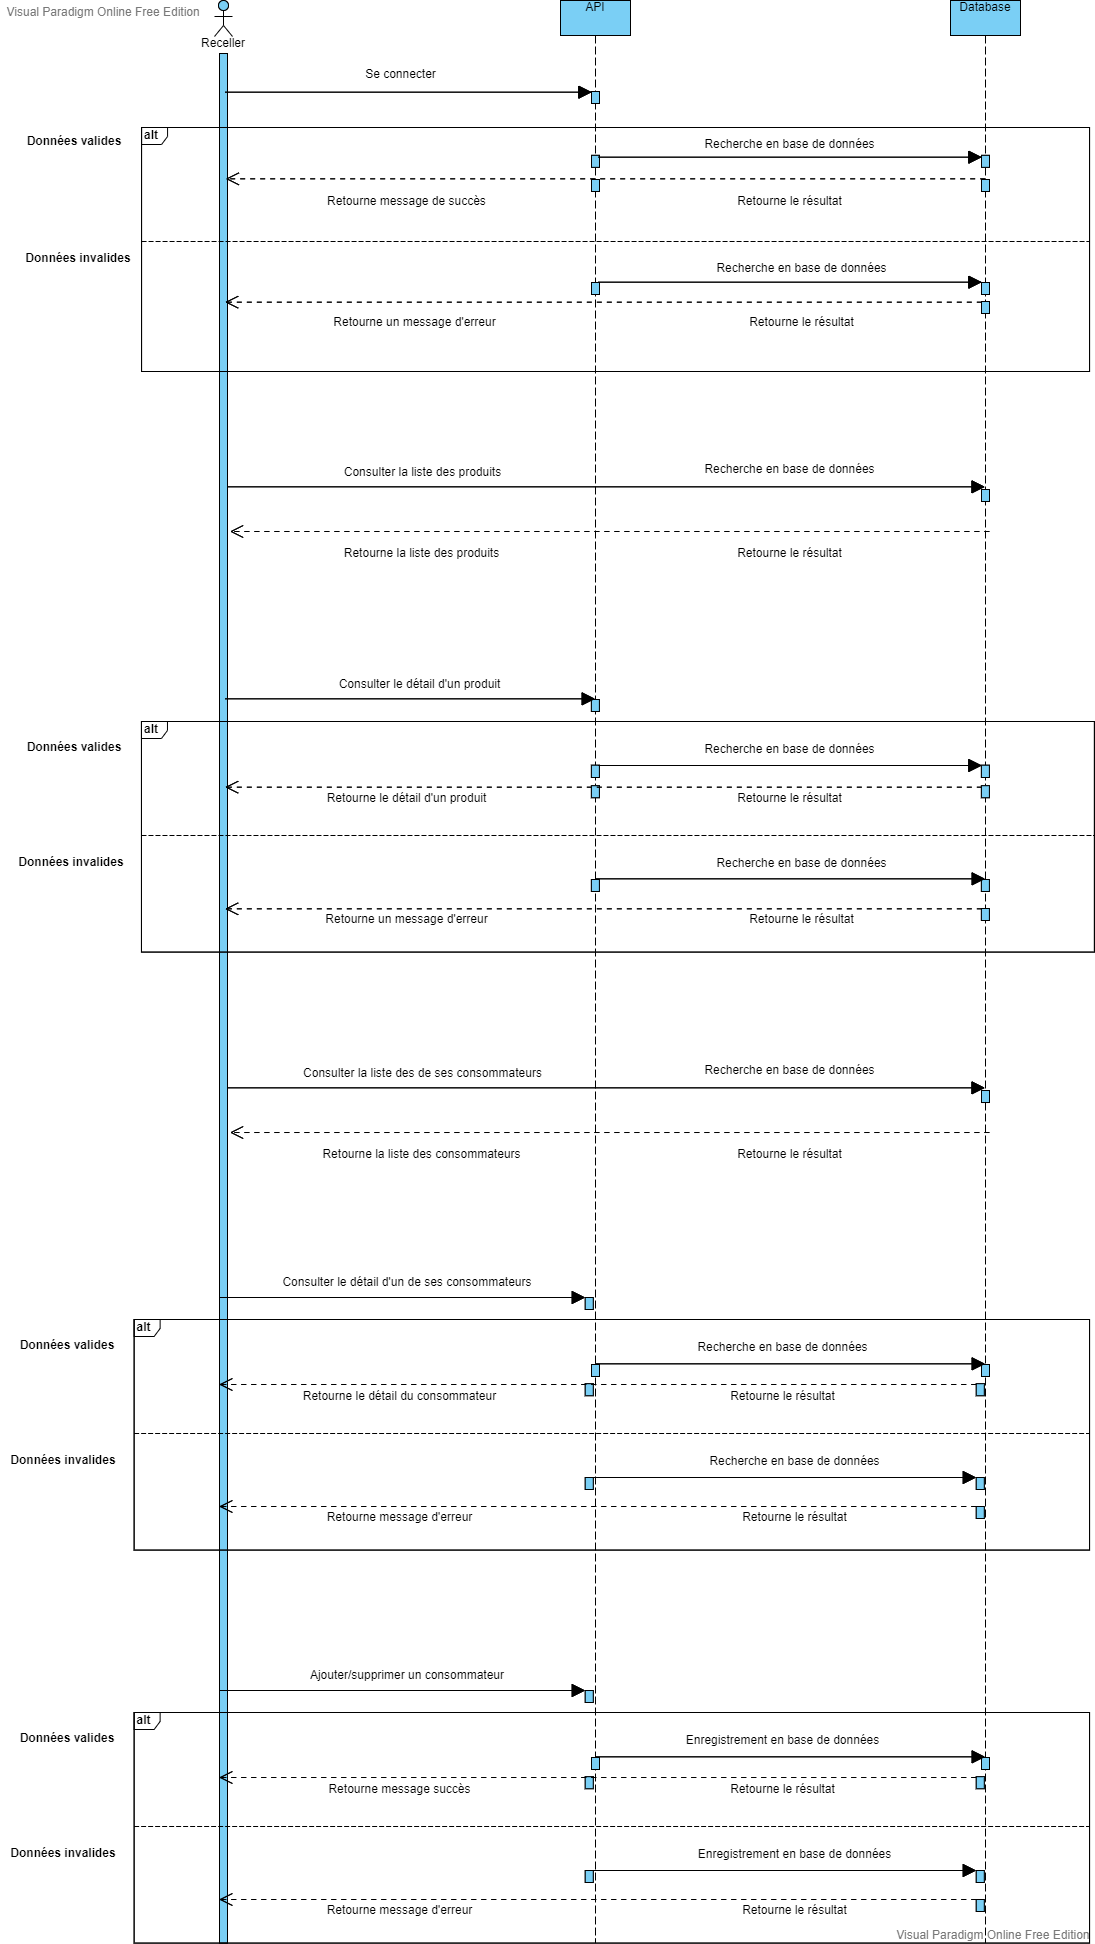 Visual Paradigm Online Free Edition
API
Database
Receller
Se connecter
Données valides
alt
Recherche en base de données
Retourne message de succès
Retourne le résultat
Données invalides
Recherche en base de données
Retourne un message d'erreur
Retourne le résultat
Consulter la liste des produits
Recherche en base de données
Retourne la liste des produits
Retourne le résultat
Consulter le détail d'un produit
alt
Données valides
Recherche en base de données
Retourne le détail d'un produit
Retourne le résultat
Données invalides
Recherche en base de données
Retourne un message d'erreur
Retourne le résultat
Consulter la liste des de ses consommateurs
Recherche en base de données
Retourne la liste des consommateurs
Retourne le résultat
Consulter le détail d'un de ses consommateurs
alt
Données valides
Recherche en base de données
Retourne le détail du consommateur
Retourne le résultat
Données invalides
Recherche en base de données
Retourne message d'erreur
Retourne le résultat
Ajouter/supprimer un consommateur
alt
Données valides
Enregistrement en base de données
Retourne message succès
Retourne le résultat
Données invalides
Enregistrement en base de données
Retourne message d'erreur
Retourne le résultat
Visual Paradigm Online Free Edition